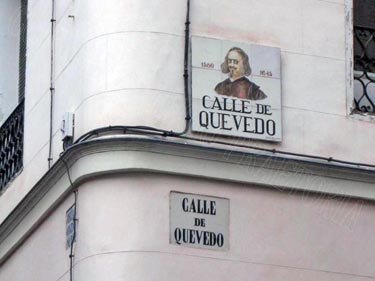 1580 1645
CALLE DE
QUEVEDO
CALLE
DE
QUEVEDO